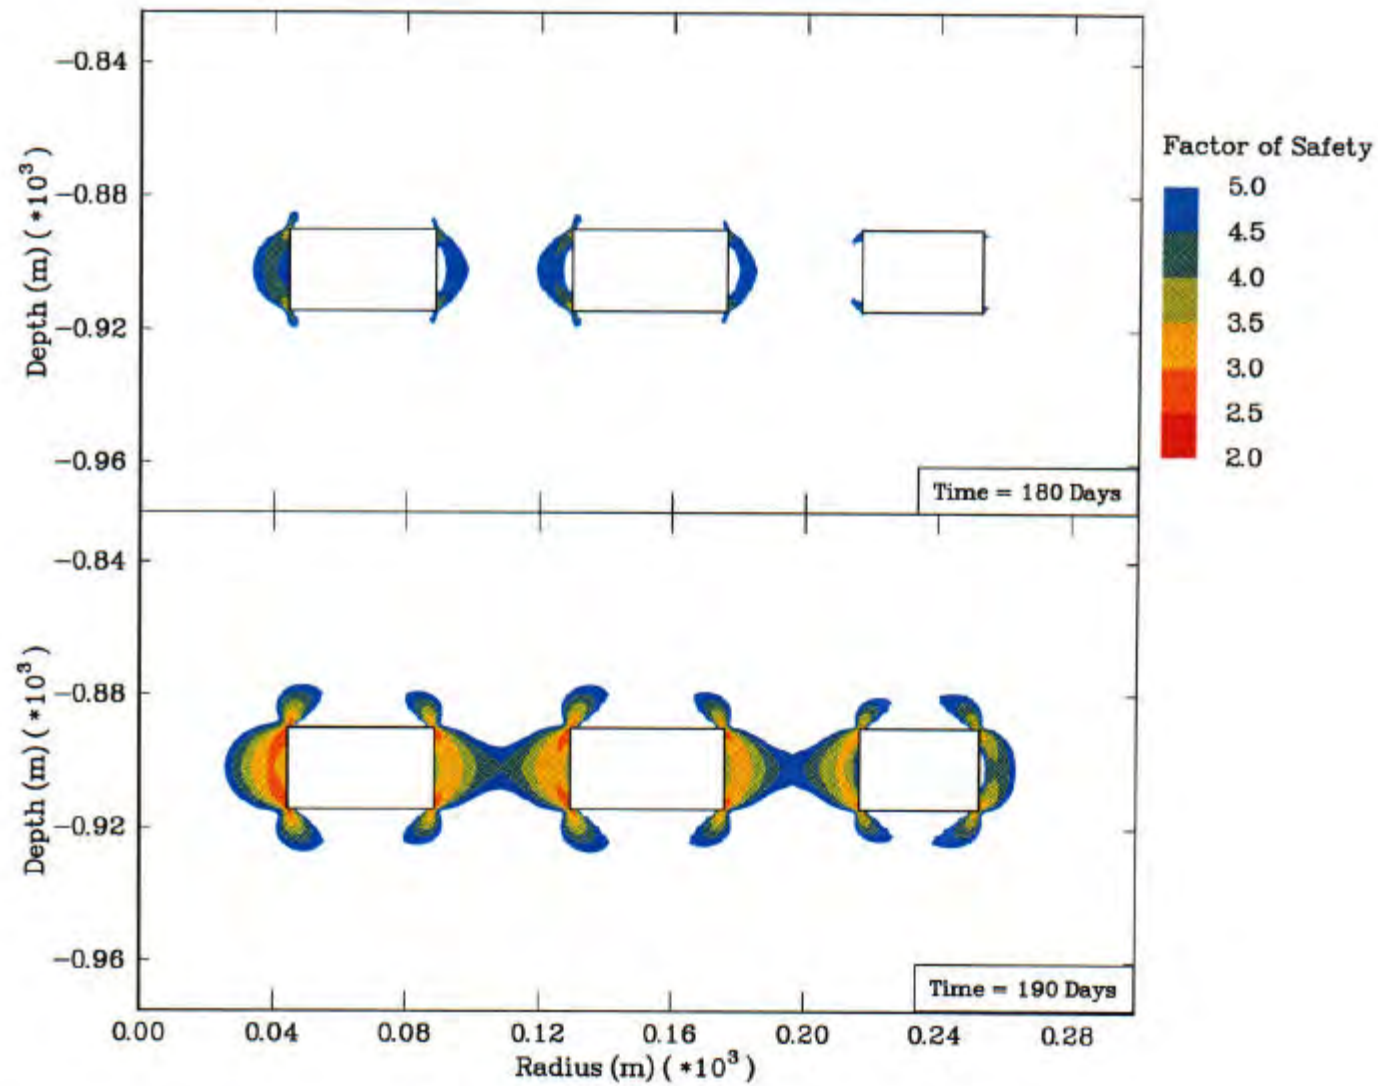 −0.84
−0.88
−0.92
−0.96
Depth (m) ( *10³ )
Time = 180 Days
Factor of Safety
5.0
4.5
4.0
3.5
3.0
2.5
2.0
−0.84
−0.88
−0.92
−0.96
Depth (m) ( *10³ )
Time = 190 Days
0.00 0.04 0.08 0.12 0.16 0.20 0.24 0.28
Radius (m) ( *10³ )